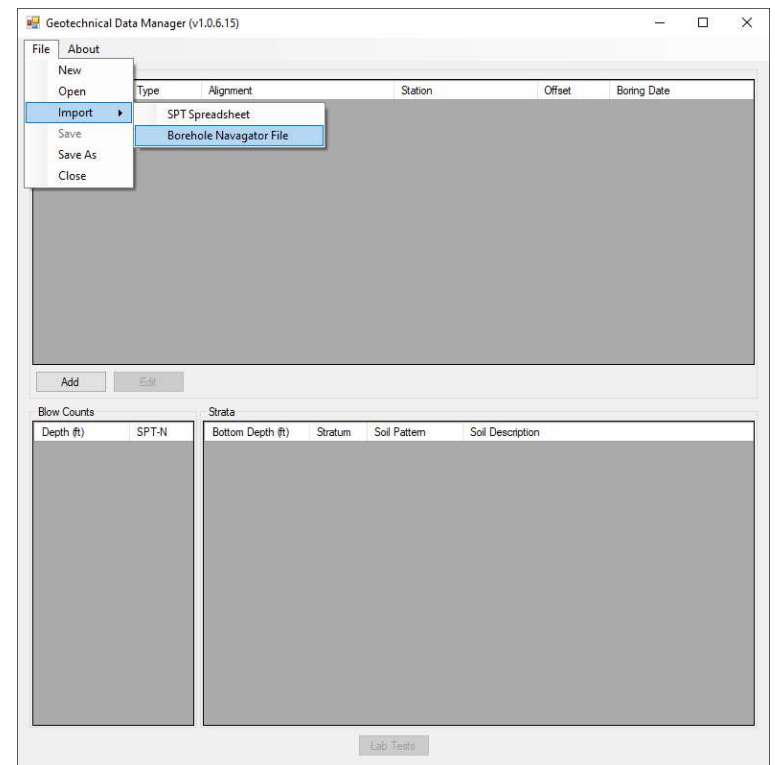 Geotechnical Data Manager (v1.0.6.15)
File About
New
Open
Import
Save
Save As
Close
SPT Spreadsheet
Borehole Navagator File
Type Alignment Station Offset Boring Date
Add Edit
Blow Counts
Depth (ft) SPT-N
Strata
Bottom Depth (ft) Stratum Soil Pattern Soil Description
Lab Tests